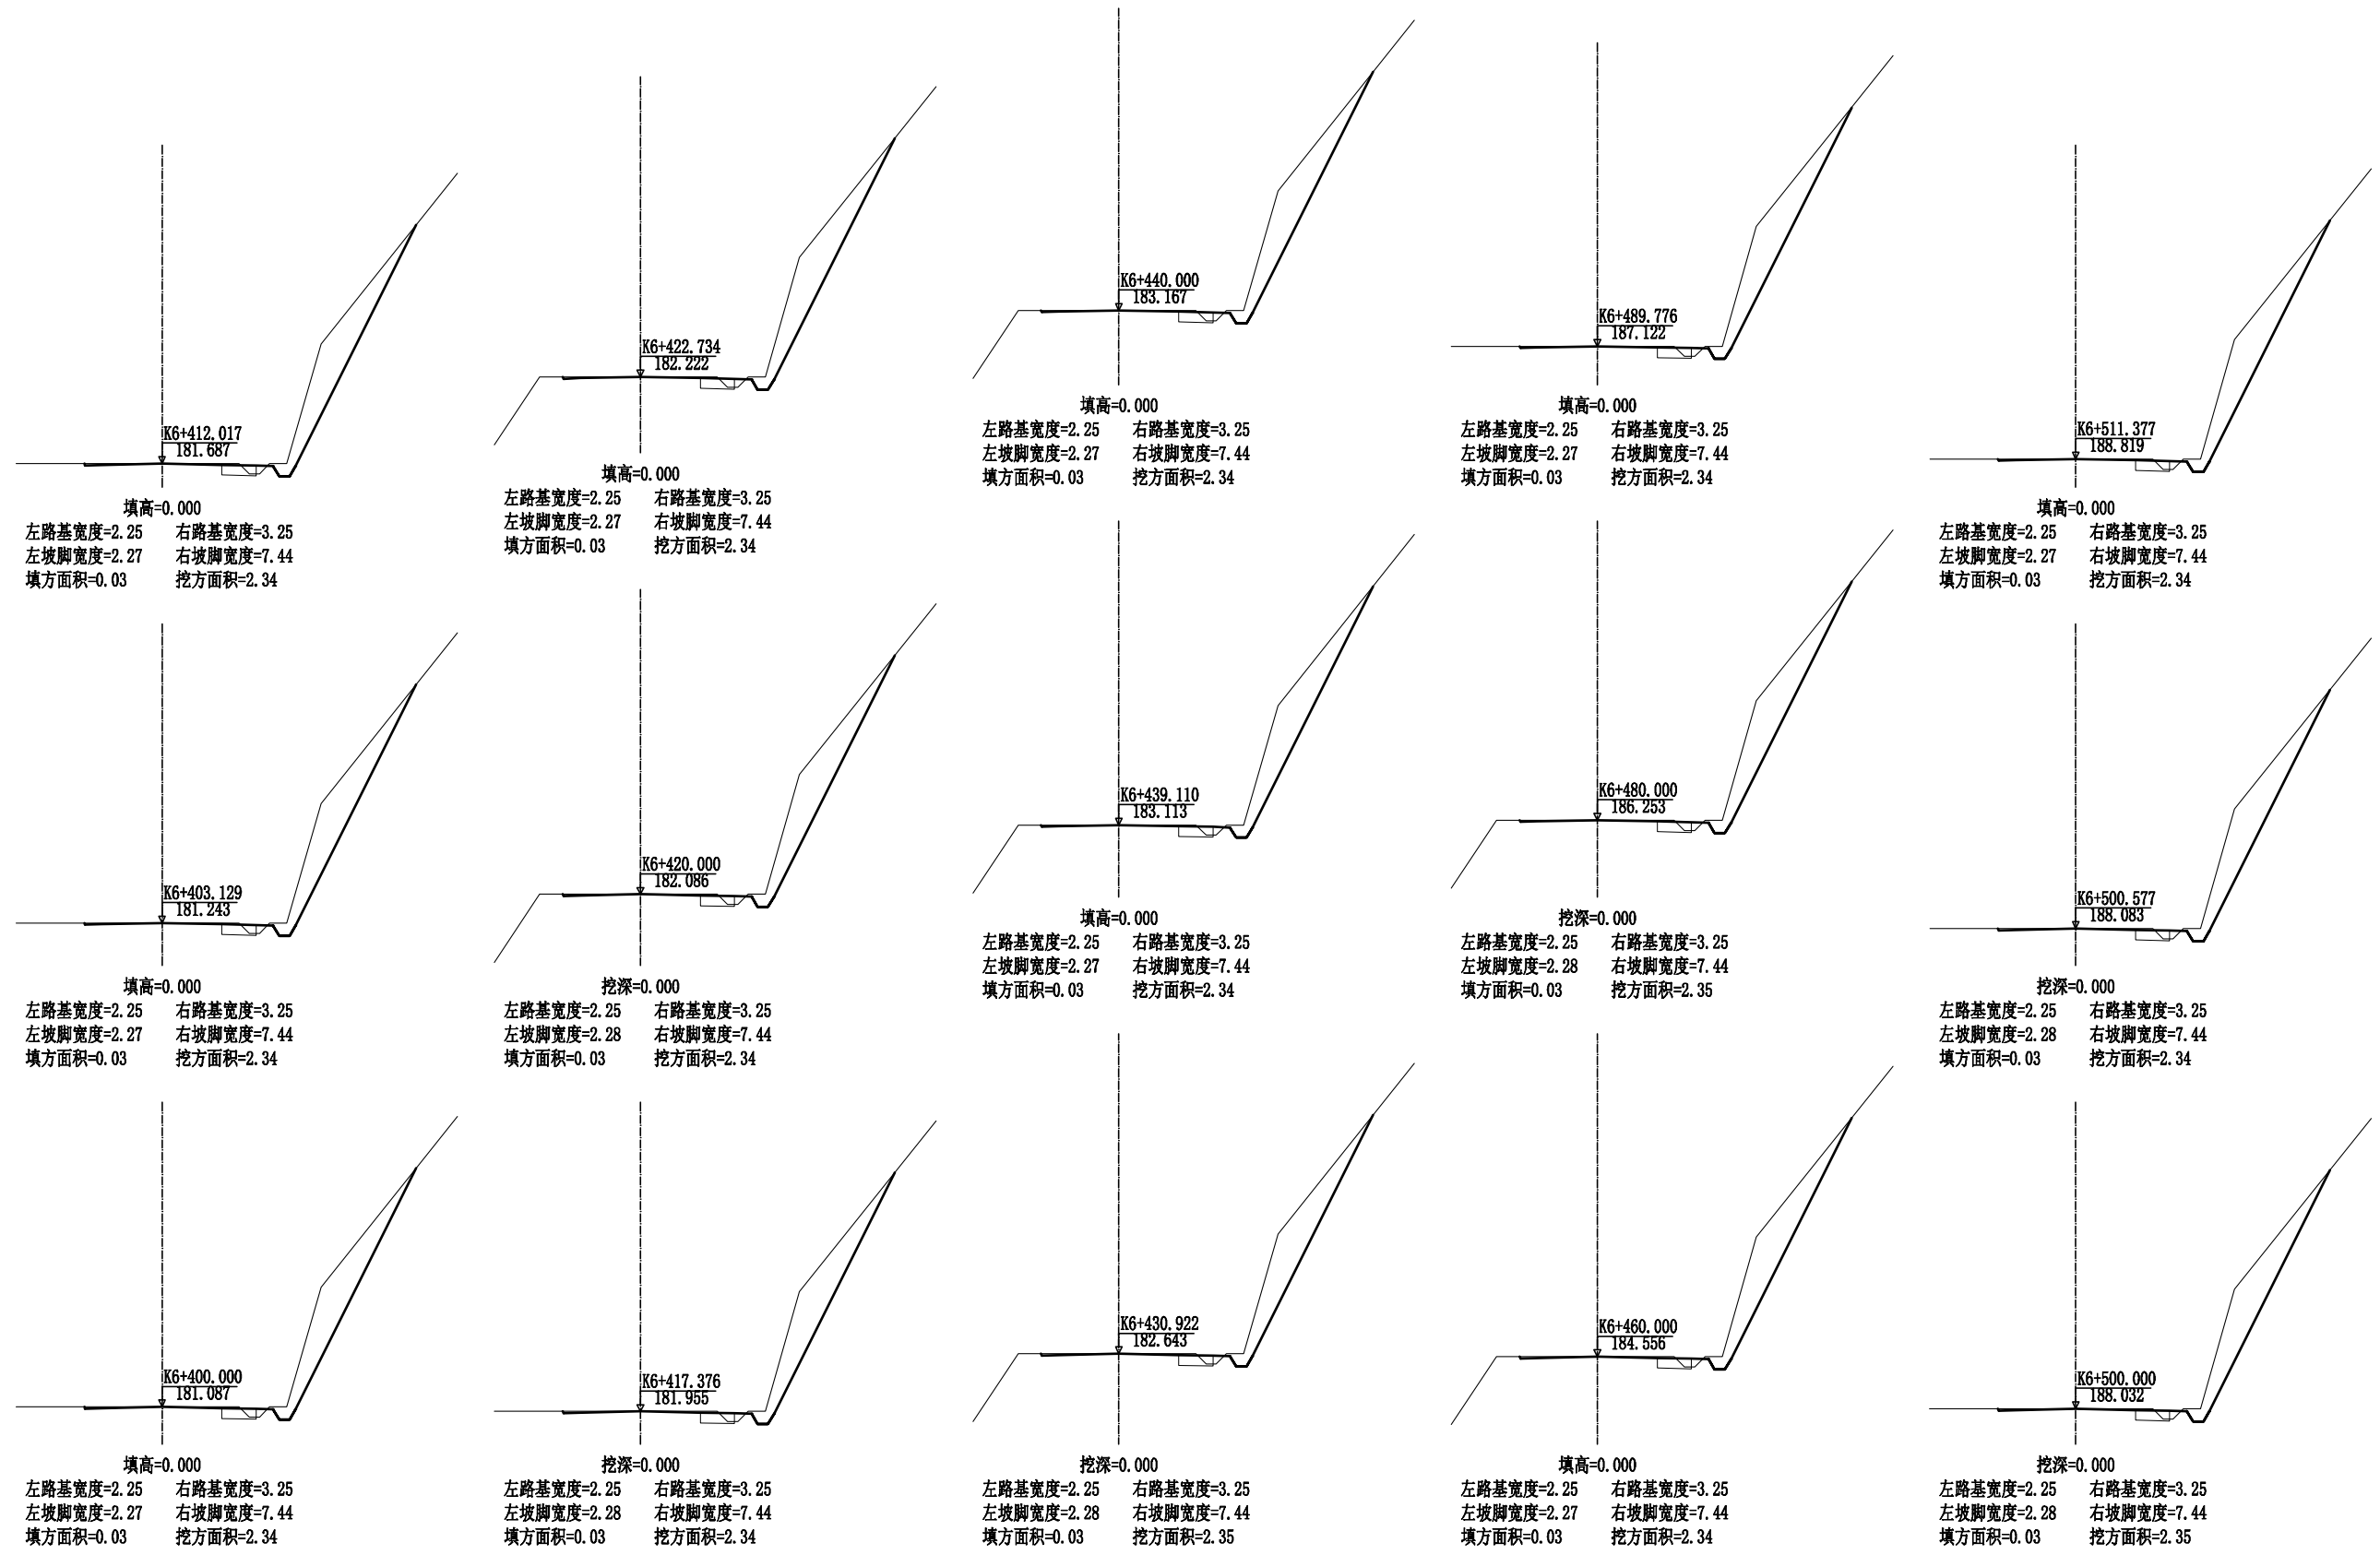 K6+412.017
181.687
填高=0.000
左路基宽度=2.25 右路基宽度=3.25
左坡脚宽度=2.27 右坡脚宽度=7.44
填方面积=0.03 挖方面积=2.34
K6+422.734
182.222
填高=0.000
左路基宽度=2.25 右路基宽度=3.25
左坡脚宽度=2.27 右坡脚宽度=7.44
填方面积=0.03 挖方面积=2.34
K6+440.000
183.167
填高=0.000
左路基宽度=2.25 右路基宽度=3.25
左坡脚宽度=2.27 右坡脚宽度=7.44
填方面积=0.03 挖方面积=2.34
K6+489.776
187.122
填高=0.000
左路基宽度=2.25 右路基宽度=3.25
左坡脚宽度=2.27 右坡脚宽度=7.44
填方面积=0.03 挖方面积=2.34
K6+511.377
188.819
填高=0.000
左路基宽度=2.25 右路基宽度=3.25
左坡脚宽度=2.27 右坡脚宽度=7.44
填方面积=0.03 挖方面积=2.34
K6+403.129
181.243
填高=0.000
左路基宽度=2.25 右路基宽度=3.25
左坡脚宽度=2.27 右坡脚宽度=7.44
填方面积=0.03 挖方面积=2.34
K6+420.000
182.086
挖深=0.000
左路基宽度=2.25 右路基宽度=3.25
左坡脚宽度=2.28 右坡脚宽度=7.44
填方面积=0.03 挖方面积=2.34
K6+439.110
183.113
填高=0.000
左路基宽度=2.25 右路基宽度=3.25
左坡脚宽度=2.27 右坡脚宽度=7.44
填方面积=0.03 挖方面积=2.34
K6+480.000
186.253
挖深=0.000
左路基宽度=2.25 右路基宽度=3.25
左坡脚宽度=2.28 右坡脚宽度=7.44
填方面积=0.03 挖方面积=2.35
K6+500.577
188.083
挖深=0.000
左路基宽度=2.25 右路基宽度=3.25
左坡脚宽度=2.28 右坡脚宽度=7.44
填方面积=0.03 挖方面积=2.34
K6+400.000
181.087
填高=0.000
左路基宽度=2.25 右路基宽度=3.25
左坡脚宽度=2.27 右坡脚宽度=7.44
填方面积=0.03 挖方面积=2.34
K6+417.376
181.955
挖深=0.000
左路基宽度=2.25 右路基宽度=3.25
左坡脚宽度=2.28 右坡脚宽度=7.44
填方面积=0.03 挖方面积=2.34
K6+430.922
182.643
挖深=0.000
左路基宽度=2.25 右路基宽度=3.25
左坡脚宽度=2.28 右坡脚宽度=7.44
填方面积=0.03 挖方面积=2.35
K6+460.000
184.556
填高=0.000
左路基宽度=2.25 右路基宽度=3.25
左坡脚宽度=2.27 右坡脚宽度=7.44
填方面积=0.03 挖方面积=2.34
K6+500.000
188.032
挖深=0.000
左路基宽度=2.25 右路基宽度=3.25
左坡脚宽度=2.28 右坡脚宽度=7.44
填方面积=0.03 挖方面积=2.35